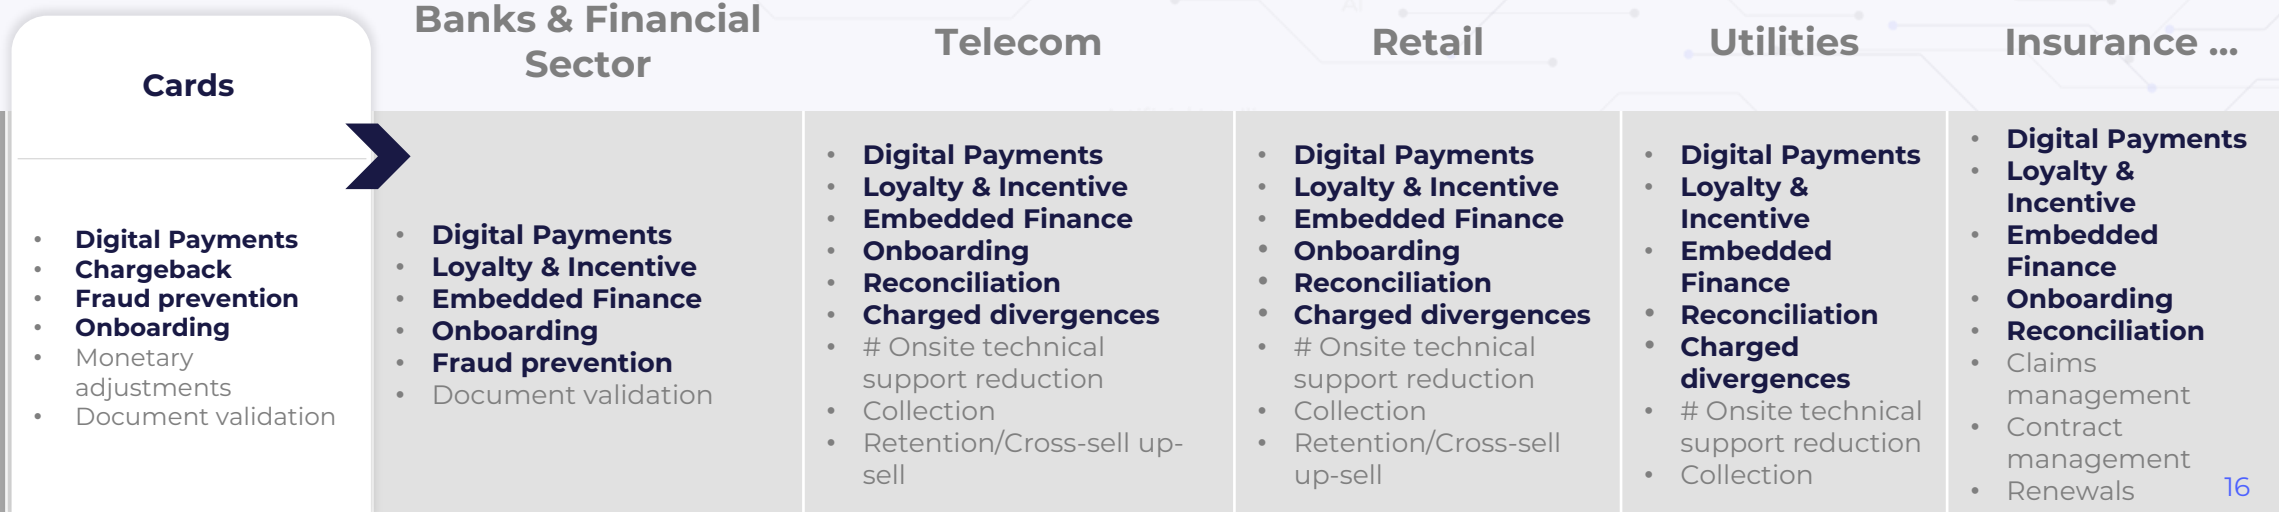 Cards
• Digital Payments
• Chargeback
• Fraud prevention
• Onboarding
• Monetary
adjustments
• Document validation
Banks & Financial
Sector
• Digital Payments
• Loyalty & Incentive
• Embedded Finance
• Onboarding
• Fraud prevention
• Document validation
Telecom
• Digital Payments
• Loyalty & Incentive
• Embedded Finance
• Onboarding
• Reconciliation
• Charged divergences
• # Onsite technical
support reduction
• Collection
• Retention/Cross-sell up-
sell
Retail
• Digital Payments
• Loyalty & Incentive
• Embedded Finance
• Onboarding
• Reconciliation
• Charged divergences
• # Onsite technical
support reduction
• Collection
• Retention/Cross-sell
up-sell
Utilities
• Digital Payments
• Loyalty &
Incentive
• Embedded
Finance
• Reconciliation
• Charged
divergences
• # Onsite technical
support reduction
• Collection
Insurance ...
• Digital Payments
• Loyalty &
Incentive
• Embedded
Finance
• Onboarding
• Reconciliation
• Claims
management
• Contract
management
• Renewals
16